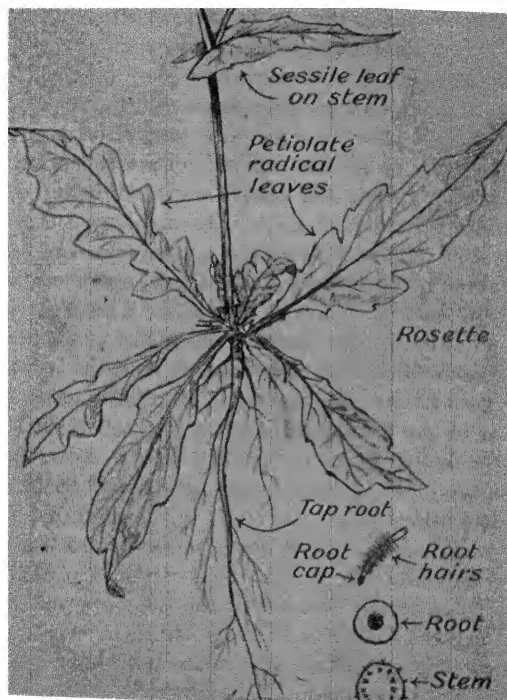 Sessile leaf
on stem
Petiolate
radical
leaves
Rosette
Tap root
Root
cap
Root
hairs
Root
Stem